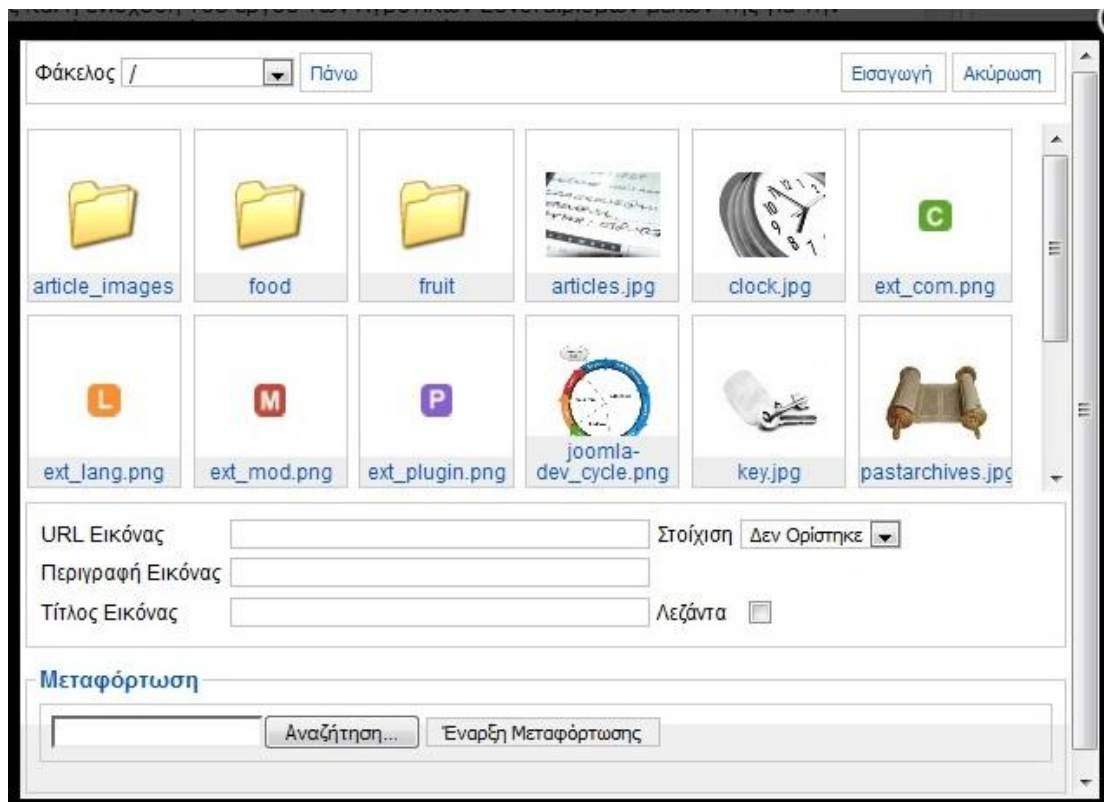 Φάκελος / Πάνω Εισαγωγή Ακύρωση
article_images food fruit articles.jpg clock.jpg ext_com.png
C
L M P
ext_lang.png ext_mod.png ext_plugin.png joomla-dev_cycle.png key.jpg pastarchives.jpg
URL Εικόνας Στοίχιση Δεν Ορίστηκε
Περιγραφή Εικόνας
Τίτλος Εικόνας Λεζάντα
Μεταφόρτωση
Αναζήτηση... Έναρξη Μεταφόρτωσης